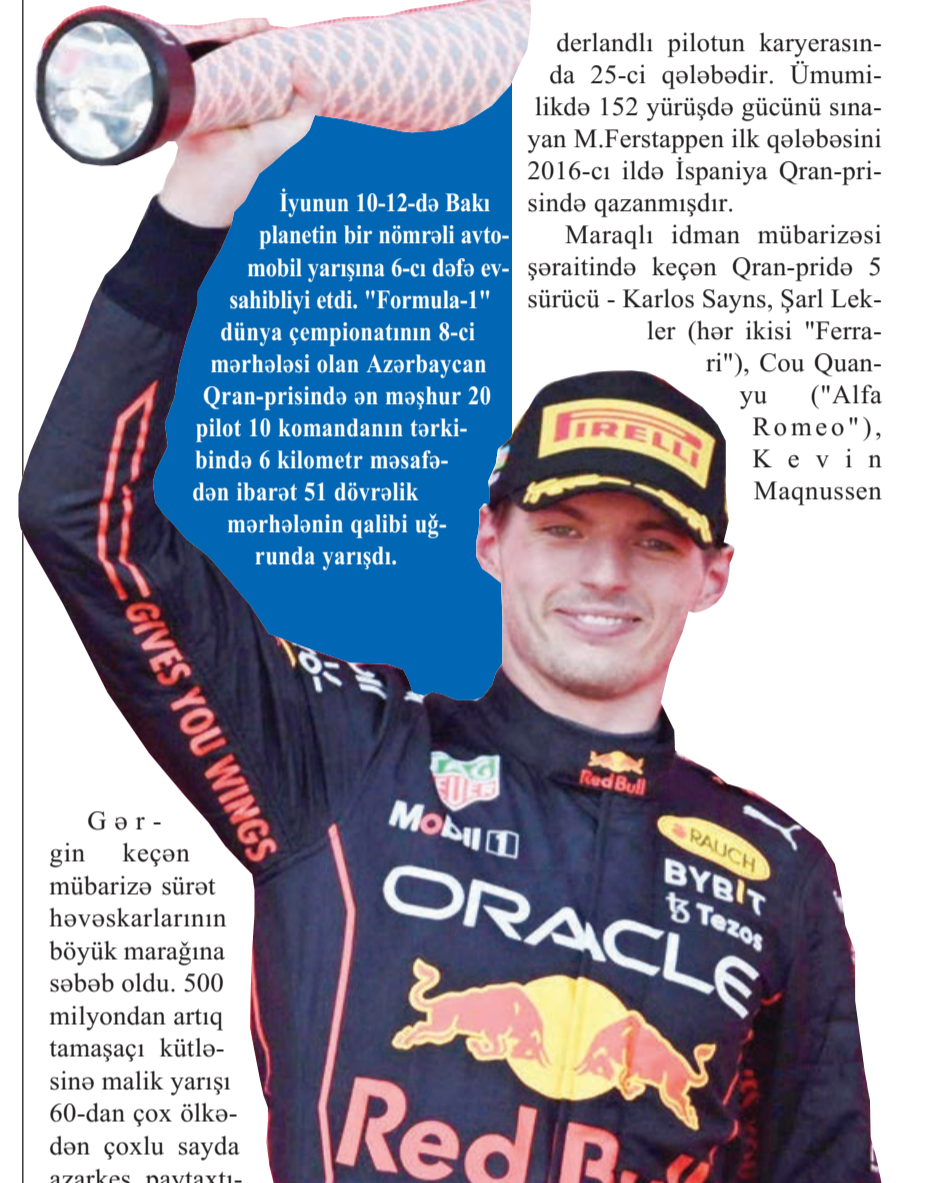 İyunun 10-12-də Bakı
planetin bir nömrəli avto-
mobil yarışına 6-cı dəfə ev-
sahibliyi etdi. "Formula-1"
dünya çempionatının 8-ci
mərhələsi olan Azərbaycan
Qran-prisində ən məşhur 20
pilot 10 komandanın tərki-
bində 6 kilometr məsafə-
dən ibarət 51 dövrəlik
mərhələnin qalibi uğ-
runda yarışdı.
Gər-
gin keçən
mübarizə sürət
həvəskarlarının
böyük marağına
səbəb oldu. 500
milyondan artıq
tamaşaçı kütlə-
sinə malik yarışı
60-dan çox ölkə-
dən çoxlu sayda
azarkeş paytaxtı-
derlandlı pilotun karyerasın-
da 25-ci qələbədir. Ümumi-
likdə 152 yürüşdə gücünü sına-
yan M.Ferstappen ilk qələbəsini
2016-cı ildə İspaniya Qran-pri-
sində qazanmışdır.
Maraqlı idman mübarizəsi
şəraitində keçən Qran-pridə 5
sürücü - Karlos Sayns, Şarl Lek-
ler (hər ikisi "Ferra-
ri"), Cou Quan-
yu ("Alfa
Romeo"),
Kevin
Maqnussen
PIRELLI
GIVES YOU WINGS
TAG
HEUER
Red Bull
Mobil 1
RAUCH
BYBIT
Tezos
ORACLE
Red Bull